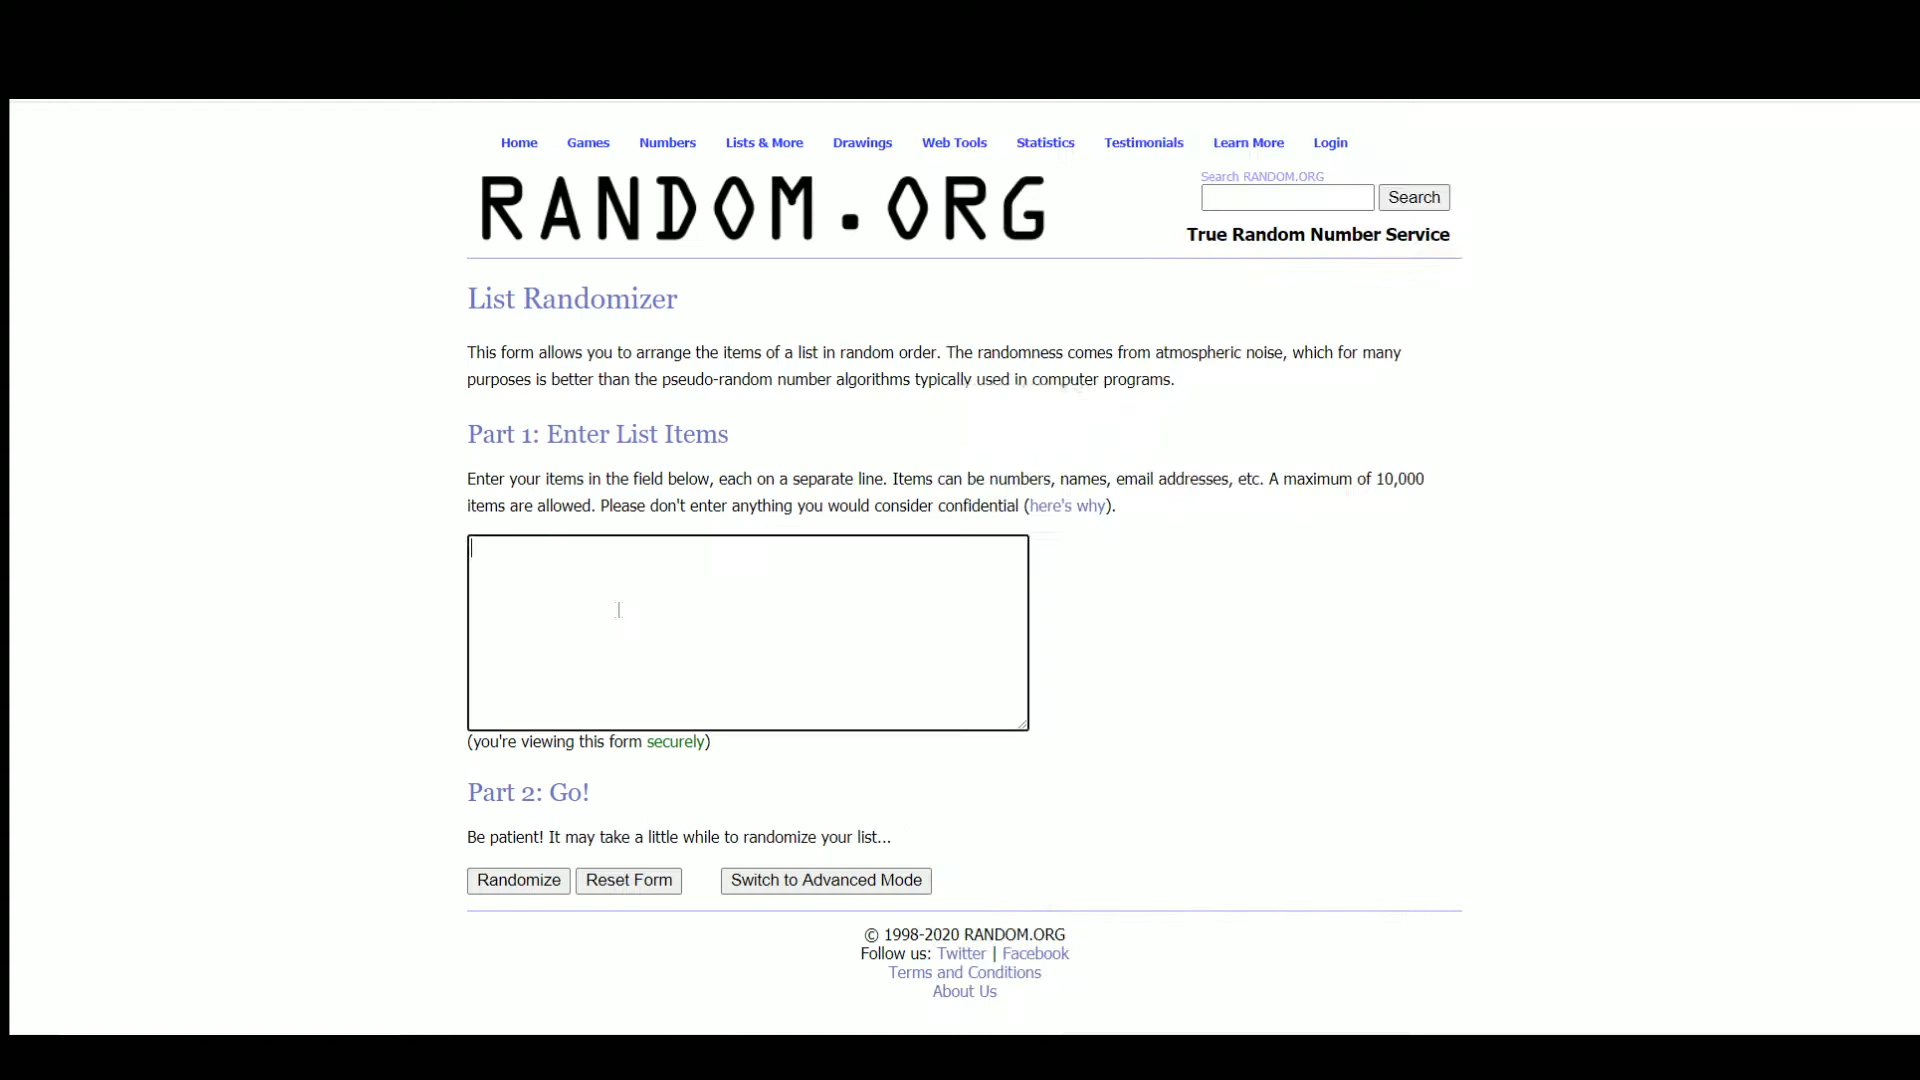 Home Games Numbers Lists & More Drawings Web Tools Statistics Testimonials Learn More Login
RANDOM.ORG
Search RANDOM.ORG
Search
True Random Number Service
List Randomizer
This form allows you to arrange the items of a list in random order. The randomness comes from atmospheric noise, which for many
purposes is better than the pseudo-random number algorithms typically used in computer programs.
Part 1: Enter List Items
Enter your items in the field below, each on a separate line. Items can be numbers, names, email addresses, etc. A maximum of 10,000
items are allowed. Please don't enter anything you would consider confidential (here's why).
(you're viewing this form securely)
Part 2: Go!
Be patient! It may take a little while to randomize your list...
Randomize Reset Form Switch to Advanced Mode
© 1998-2020 RANDOM.ORG
Follow us: Twitter | Facebook
Terms and Conditions
About Us